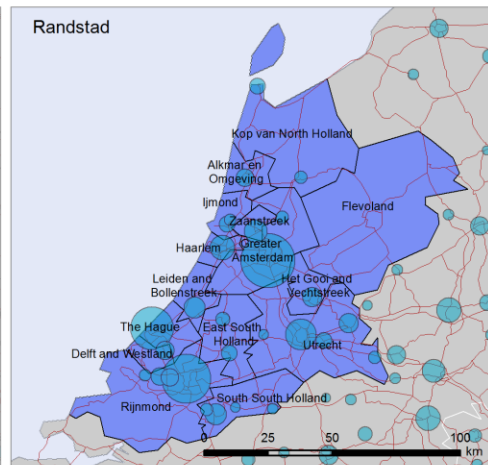 Randstad
Kop van North Holland
Alkmar en
Omgeving
Ijmond
Zaanstreek
Flevoland
Haarlem
Greater
Amsterdam
Leiden and
Bollenstreek
Het Gooi and
Vechtstreek
The Hague
East South
Holland
Utrecht
Delft and Westland
Rijnmond
South South Holland
0 25 50 100
km